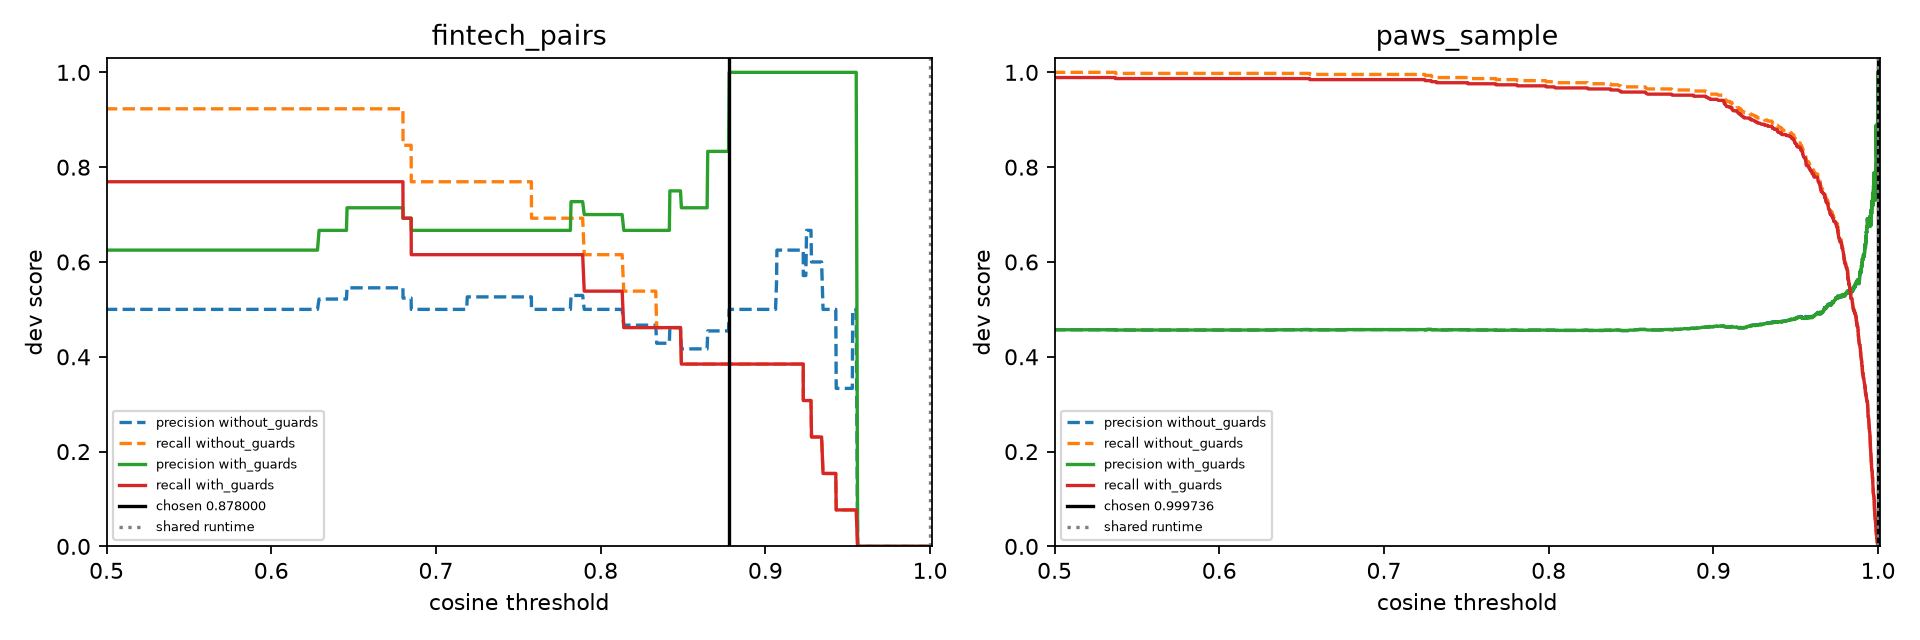 fintech_pairs
1.0
0.8
0.6
0.4
0.2
0.0
dev score
precision without_guards
recall without_guards
precision with_guards
recall with_guards
chosen 0.878000
shared runtime
0.5 0.6 0.7 0.8 0.9 1.0
cosine threshold
paws_sample
1.0
0.8
0.6
0.4
0.2
0.0
dev score
precision without_guards
recall without_guards
precision with_guards
recall with_guards
chosen 0.999736
shared runtime
0.5 0.6 0.7 0.8 0.9 1.0
cosine threshold